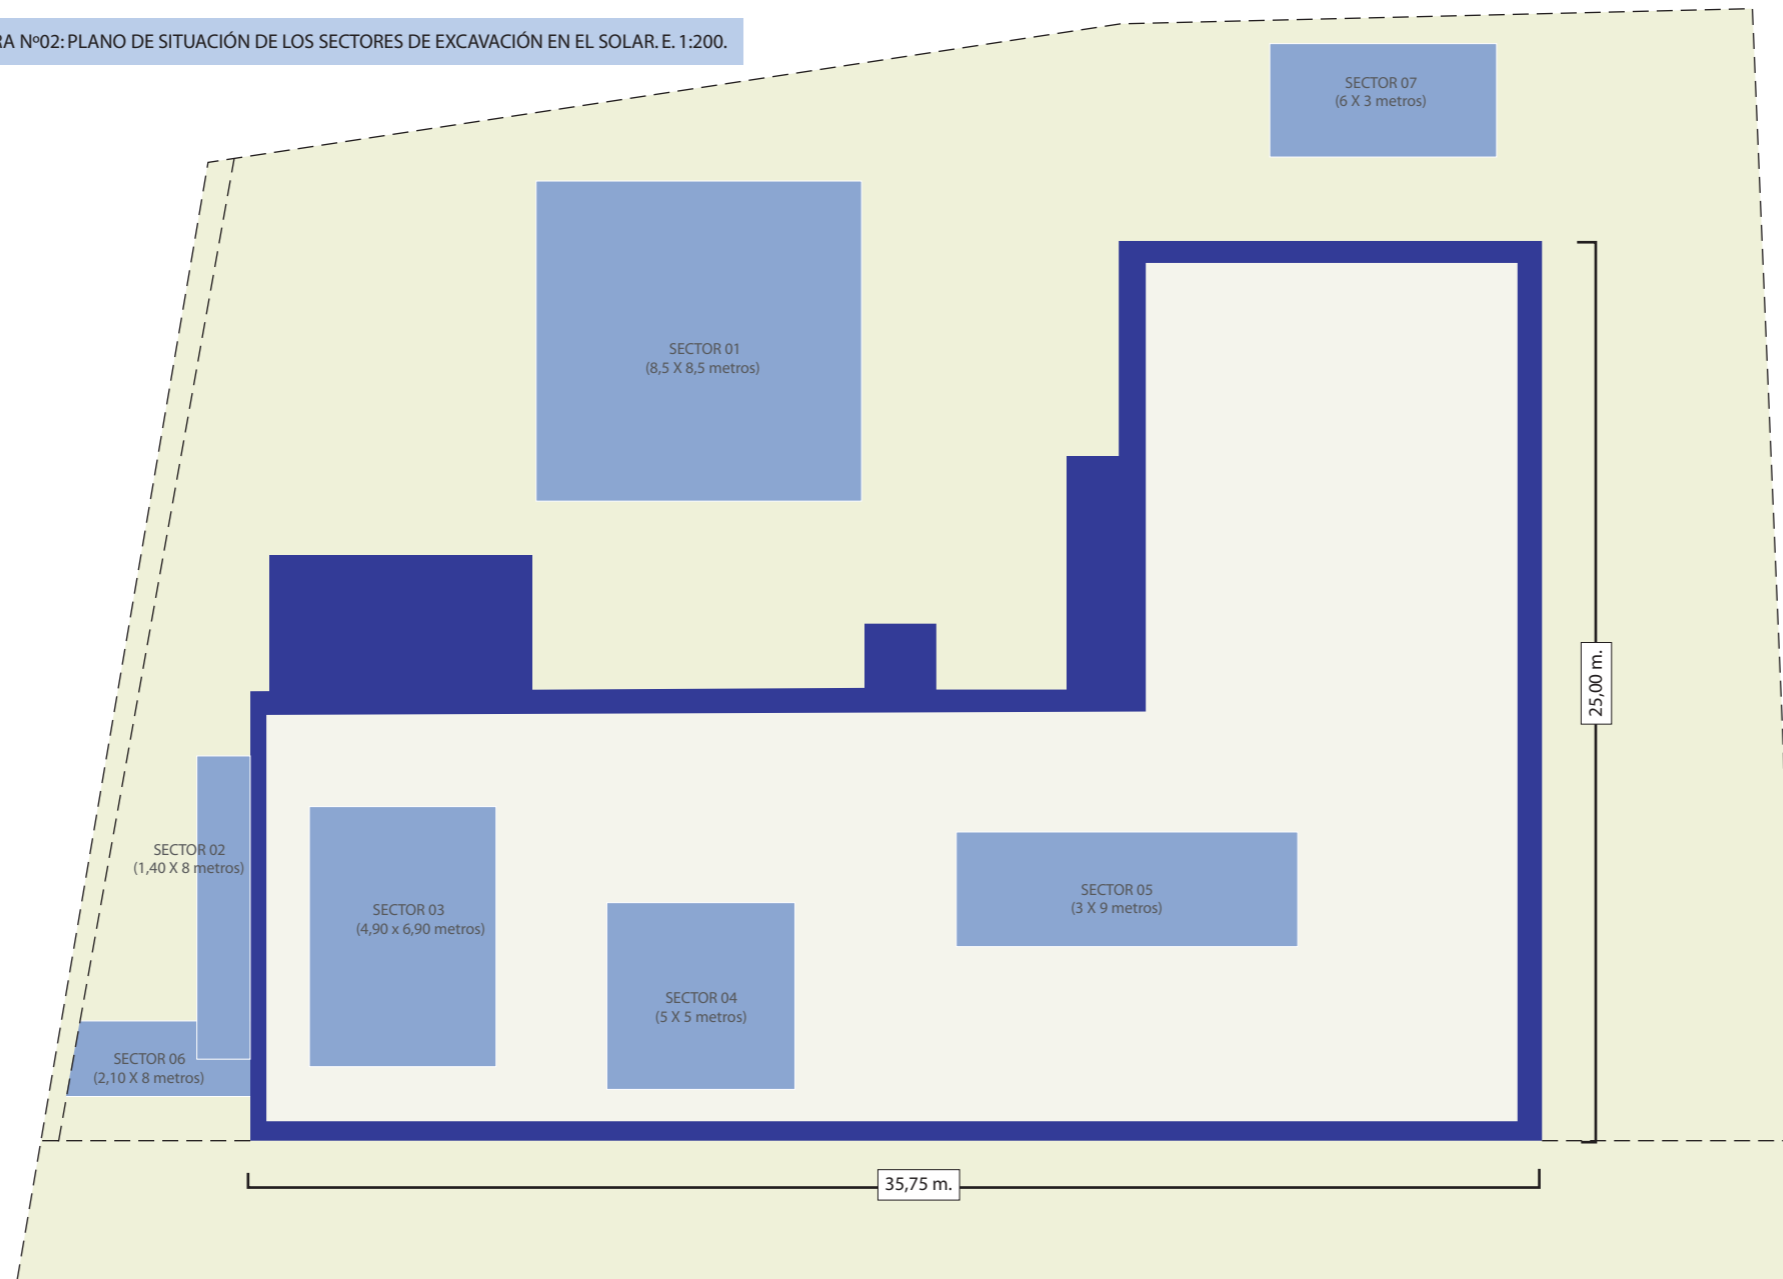 Nº02: PLANO DE SITUACIÓN DE LOS SECTORES DE EXCAVACIÓN EN EL SOLAR. E. 1:200.
SECTOR 07
(6 X 3 metros)
SECTOR 01
(8,5 X 8,5 metros)
25,00 m.
SECTOR 02
(1,40 X 8 metros)
SECTOR 03
(4,90 x 6,90 metros)
SECTOR 05
(3 X 9 metros)
SECTOR 04
(5 X 5 metros)
SECTOR 06
(2,10 X 8 metros)
35,75 m.